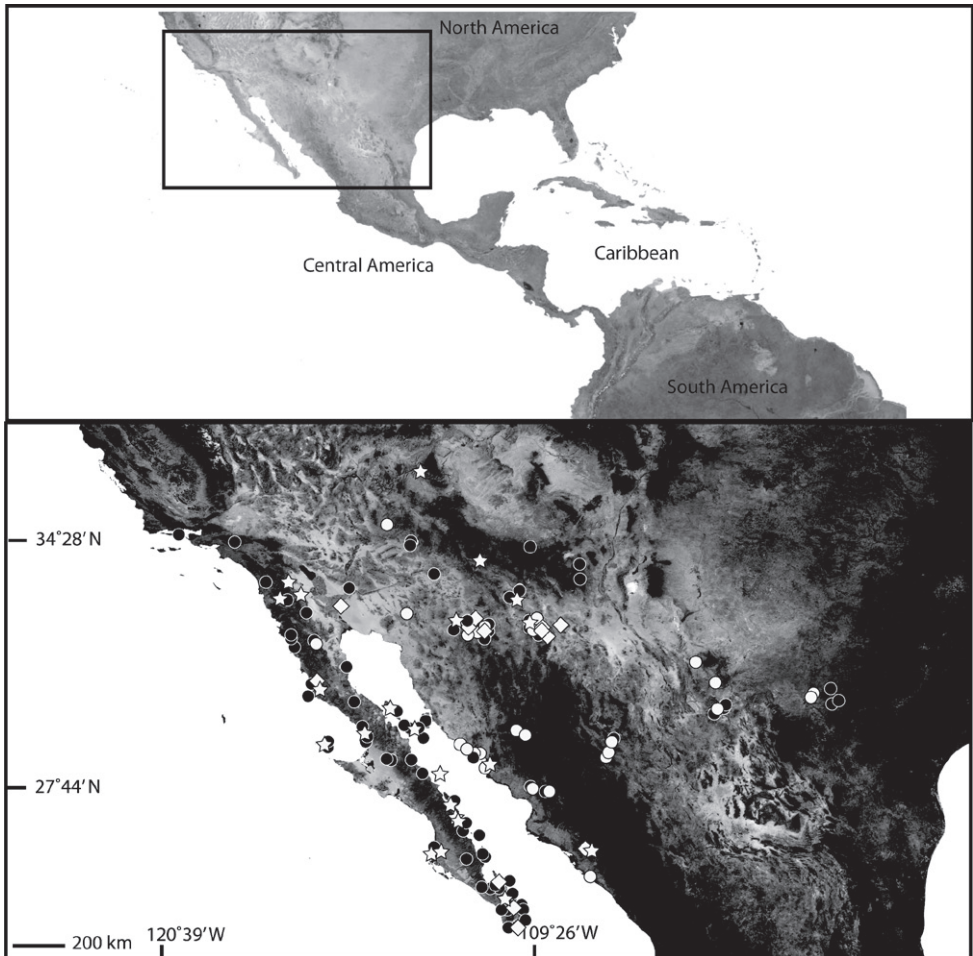 North America
Central America
Caribbean
South America
34˚28′N
27˚44′N
200 km
120˚39′W
109˚26′W